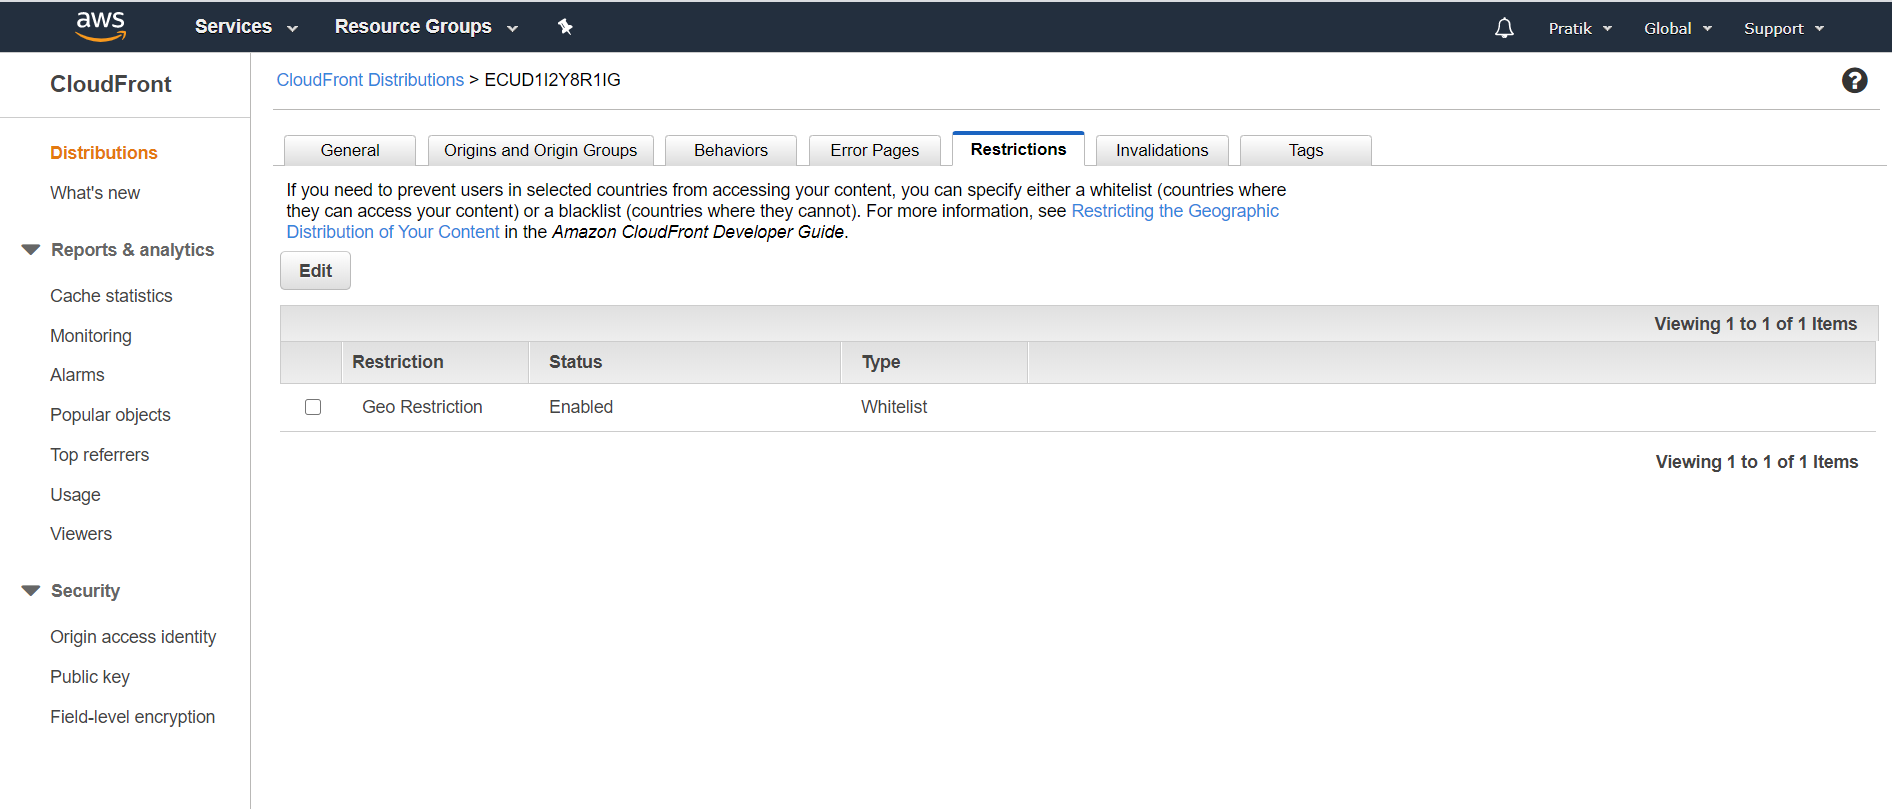 aws
Services
Resource Groups
Pratik
Global
Support
CloudFront
Distributions
What's new
Reports & analytics
Cache statistics
Monitoring
Alarms
Popular objects
Top referrers
Usage
Viewers
Security
Origin access identity
Public key
Field-level encryption
CloudFront Distributions > ECUD1I2Y8R1IG
General
Origins and Origin Groups
Behaviors
Error Pages
Restrictions
Invalidations
Tags
If you need to prevent users in selected countries from accessing your content, you can specify either a whitelist (countries where
they can access your content) or a blacklist (countries where they cannot). For more information, see Restricting the Geographic
Distribution of Your Content in the Amazon CloudFront Developer Guide.
Edit
Viewing 1 to 1 of 1 Items
Restriction
Status
Type
Geo Restriction
Enabled
Whitelist
Viewing 1 to 1 of 1 Items